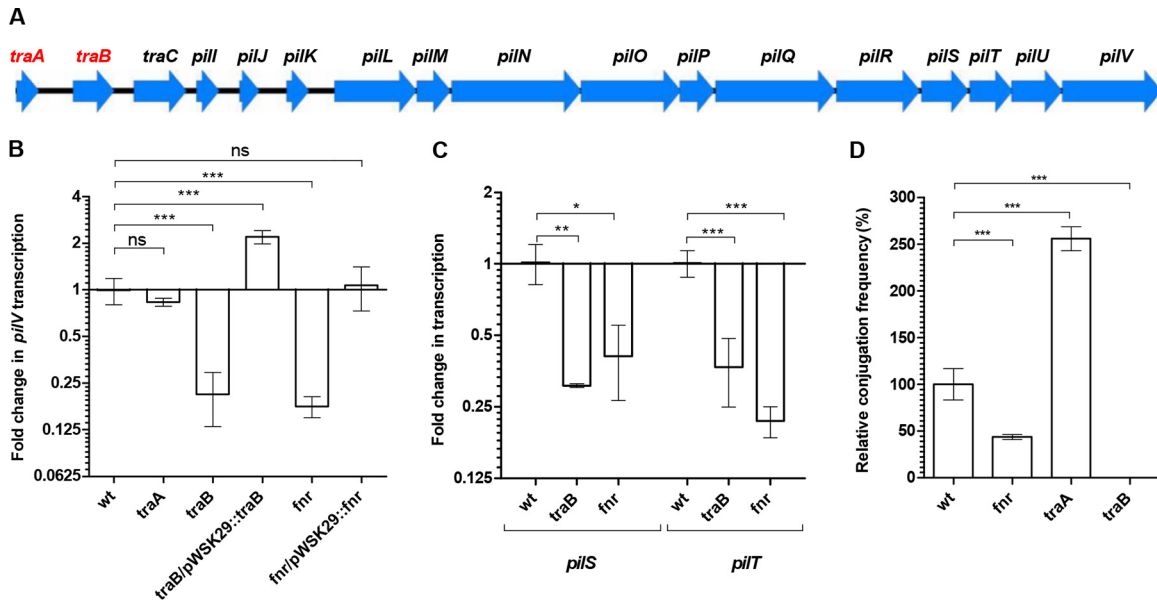 A
traA traB traC pilI pilJ pilK pilL pilM pilN pilO pilP pilQ pilR pilS pilT pilU pilV
B
Fold change in pilV transcription
4
2
1
0.5
0.25
0.125
0.0625
ns
***
***
***
ns
wt
traA
traB
traB/pWSK29::traB
fnr
fnr/pWSK29::fnr
C
Fold change in transcription
2
1
0.5
0.25
0.125
*
**
***
***
wt
traB
fnr
wt
traB
fnr
pilS
pilT
D
Relative conjugation frequency (%)
300
250
200
150
100
50
0
***
***
***
wt
fnr
traA
traB